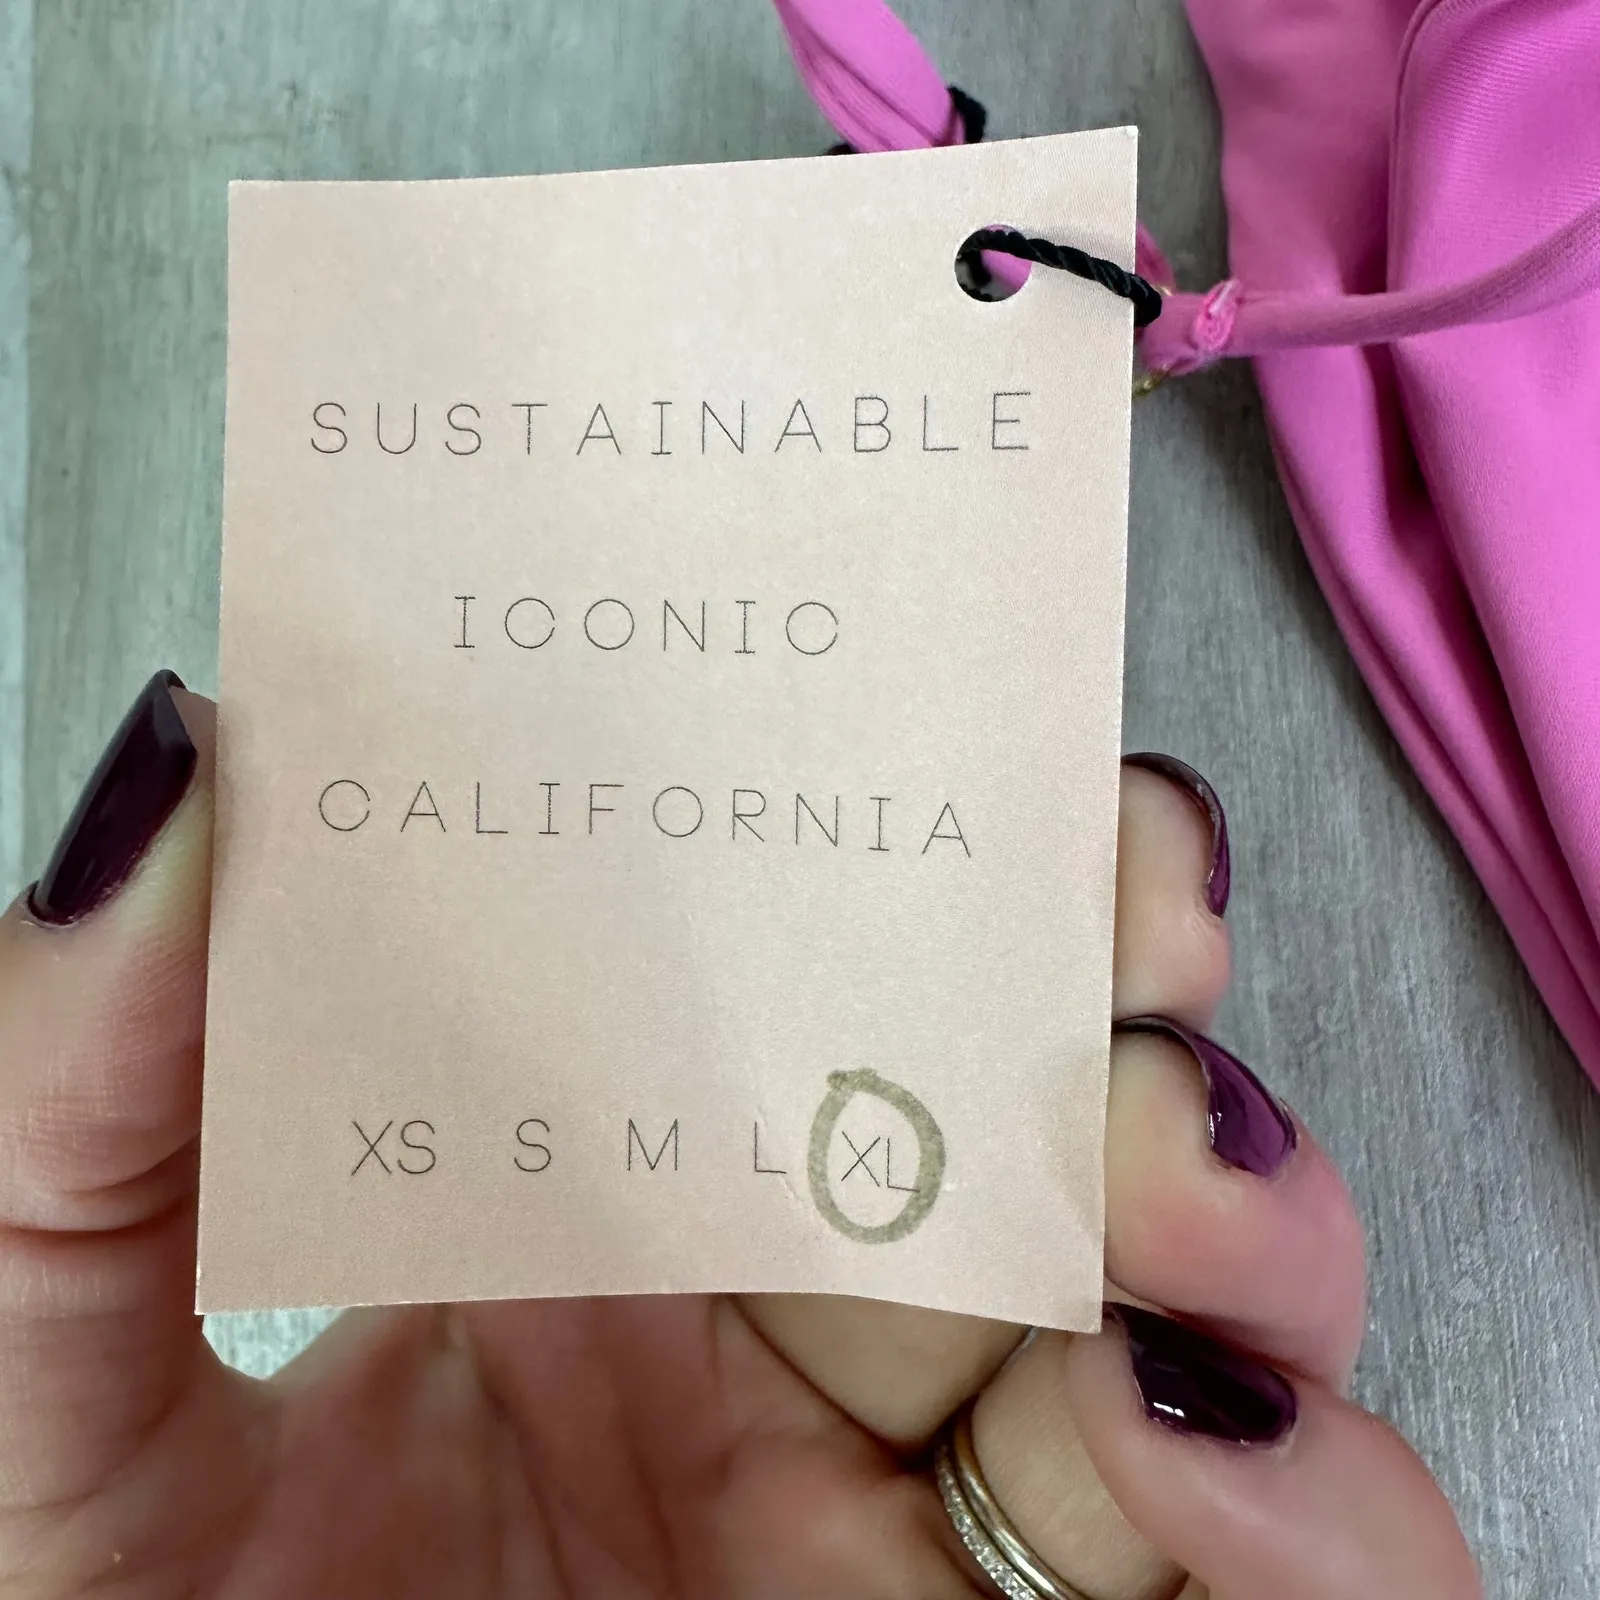 SUSTAINABLE
ICONIC
CALIFORNIA
XS S M L XL